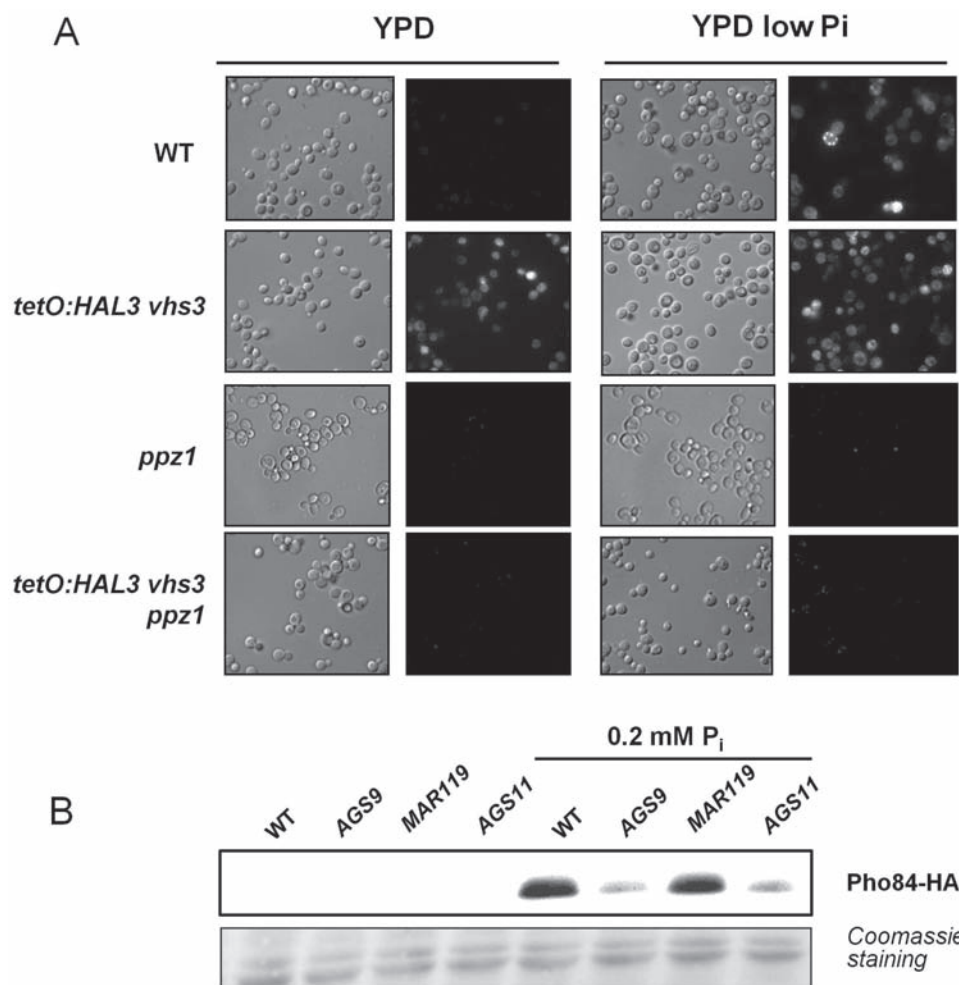 A
YPD
YPD low Pi
WT
tetO:HAL3 vhs3
ppz1
tetO:HAL3 vhs3
ppz1
0.2 mM Pi
B
WT
AGS9
MAR119
AGS11
WT
AGS9
MAR119
AGS11
Pho84-HA
Coomassie
staining